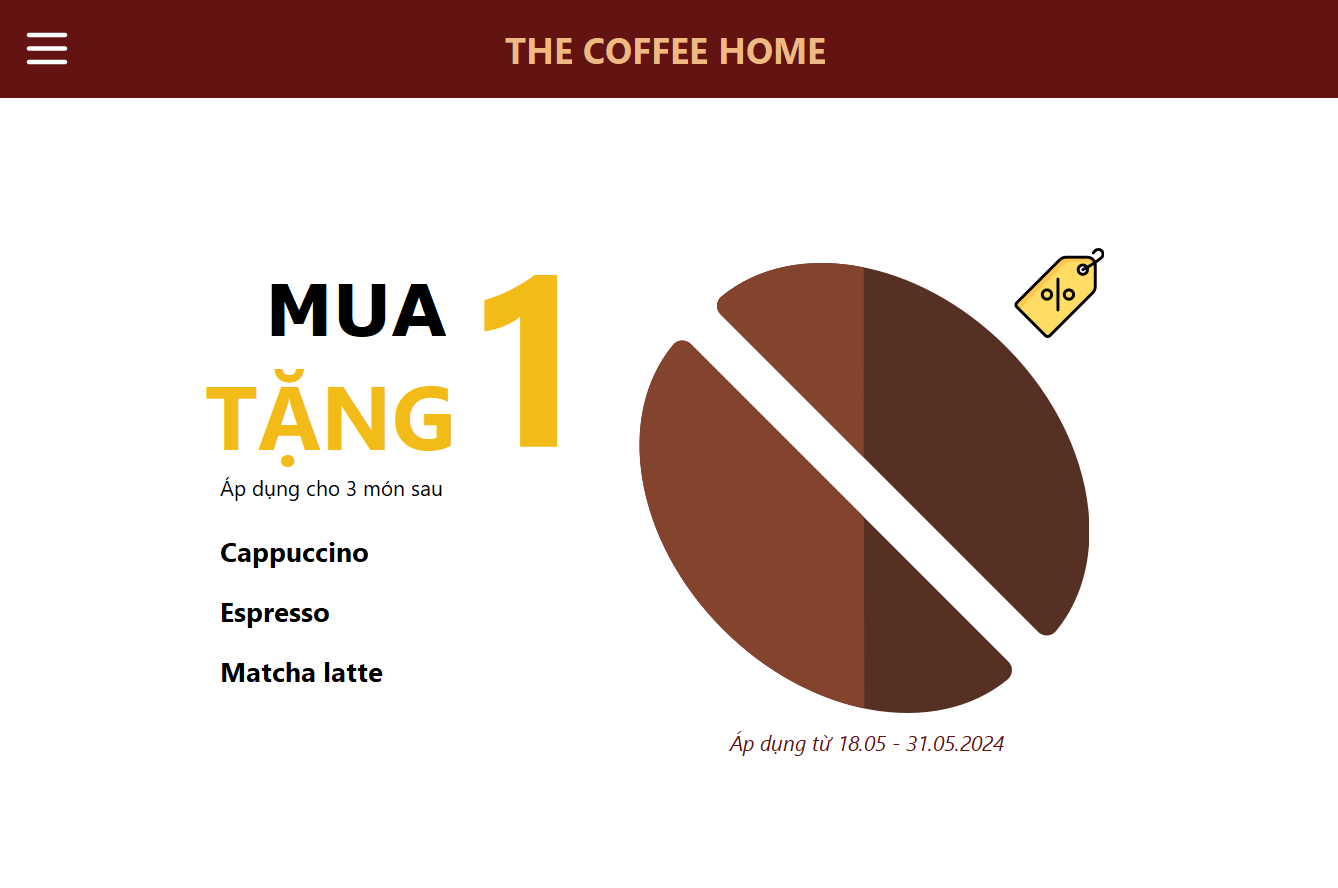 THE COFFEE HOME
MUA 1
TẶNG
Áp dụng cho 3 món sau
Cappuccino
Espresso
Matcha latte
Áp dụng từ 18.05 - 31.05.2024